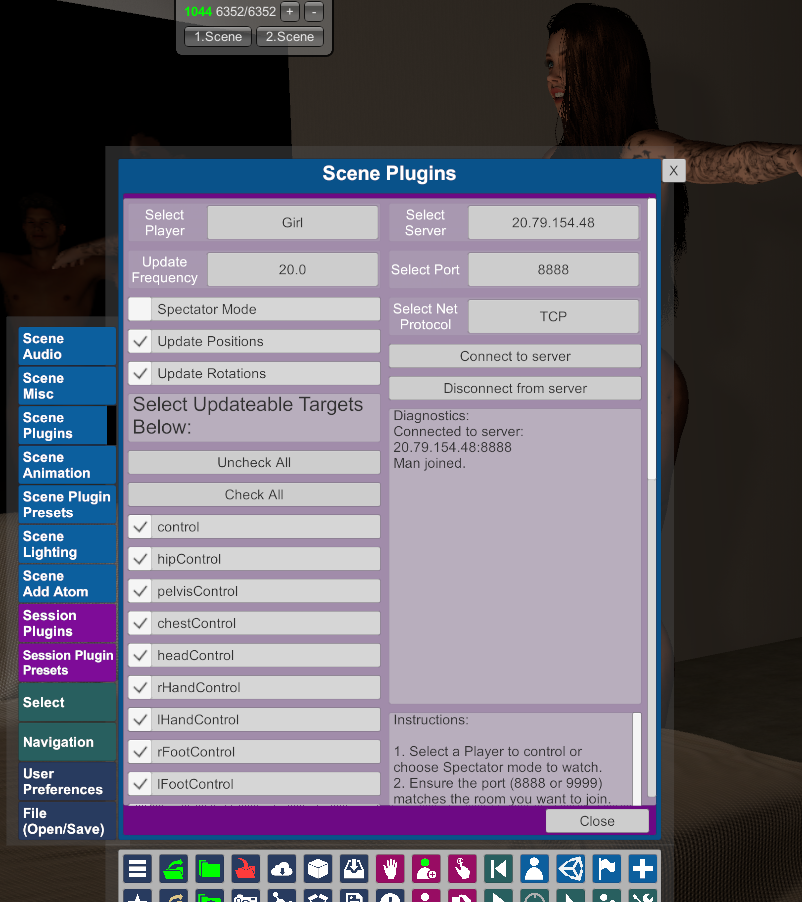 1044 6352/6352 + -
1.Scene 2.Scene
Scene Plugins
X
Select
Player
Girl
Select
Server
20.79.154.48
Update
Frequency
20.0
Select Port
8888
Spectator Mode
Select Net
Protocol
TCP
Update Positions
Update Rotations
Connect to server
Disconnect from server
Select Updateable Targets
Below:
Uncheck All
Check All
control
hipControl
pelvisControl
chestControl
headControl
rHandControl
lHandControl
rFootControl
lFootControl
Diagnostics:
Connected to server:
20.79.154.48:8888
Man joined.
Instructions:
1. Select a Player to control or
choose Spectator mode to watch.
2. Ensure the port (8888 or 9999)
matches the room you want to join.
Close
Scene
Audio
Scene
Misc
Scene
Plugins
Scene
Animation
Scene Plugin
Presets
Scene
Lighting
Scene
Add Atom
Session
Plugins
Session Plugin
Presets
Select
Navigation
User
Preferences
File
(Open/Save)